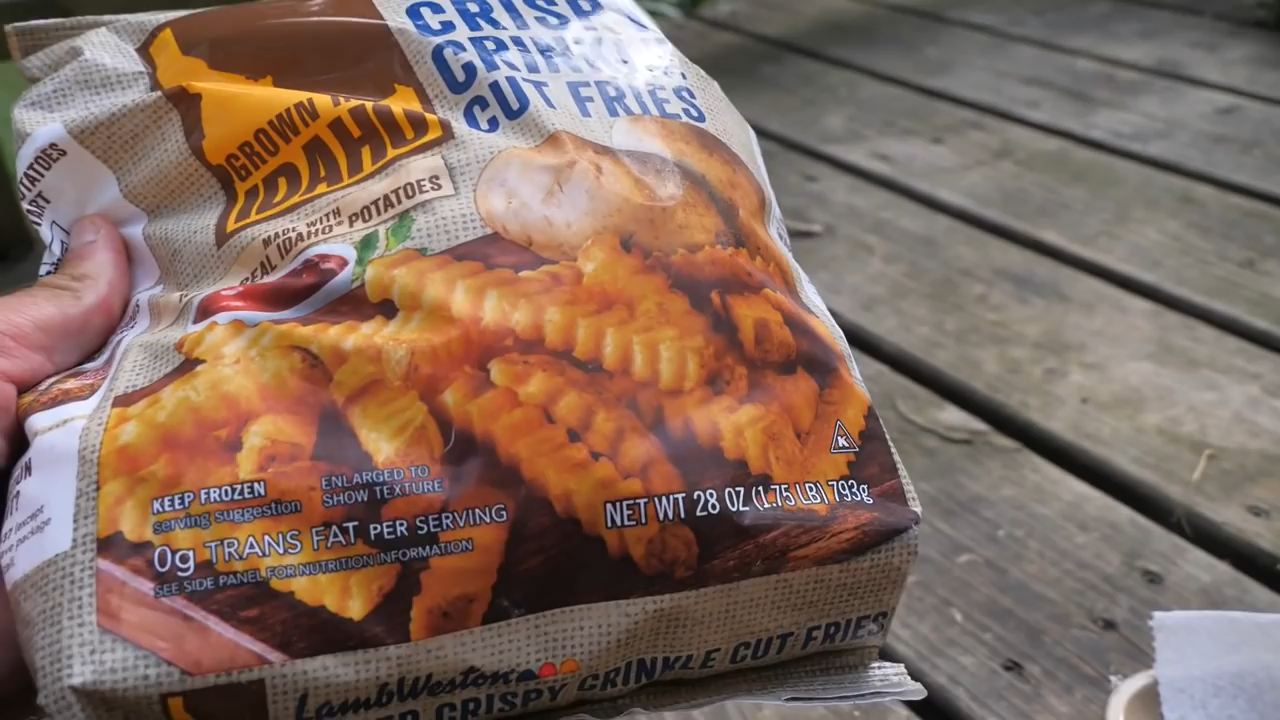 CRISPY
CRINKLE
CUT FRIES
GROWN IN
IDAHO
MADE WITH
REAL IDAHO® POTATOES
KEEP FROZEN
serving suggestion
ENLARGED TO
SHOW TEXTURE
0g TRANS FAT PER SERVING
SEE SIDE PANEL FOR NUTRITION INFORMATION
NET WT 28 OZ (1.75 LB) 793g
K
LambWeston
CRISPY CRINKLE CUT FRIES